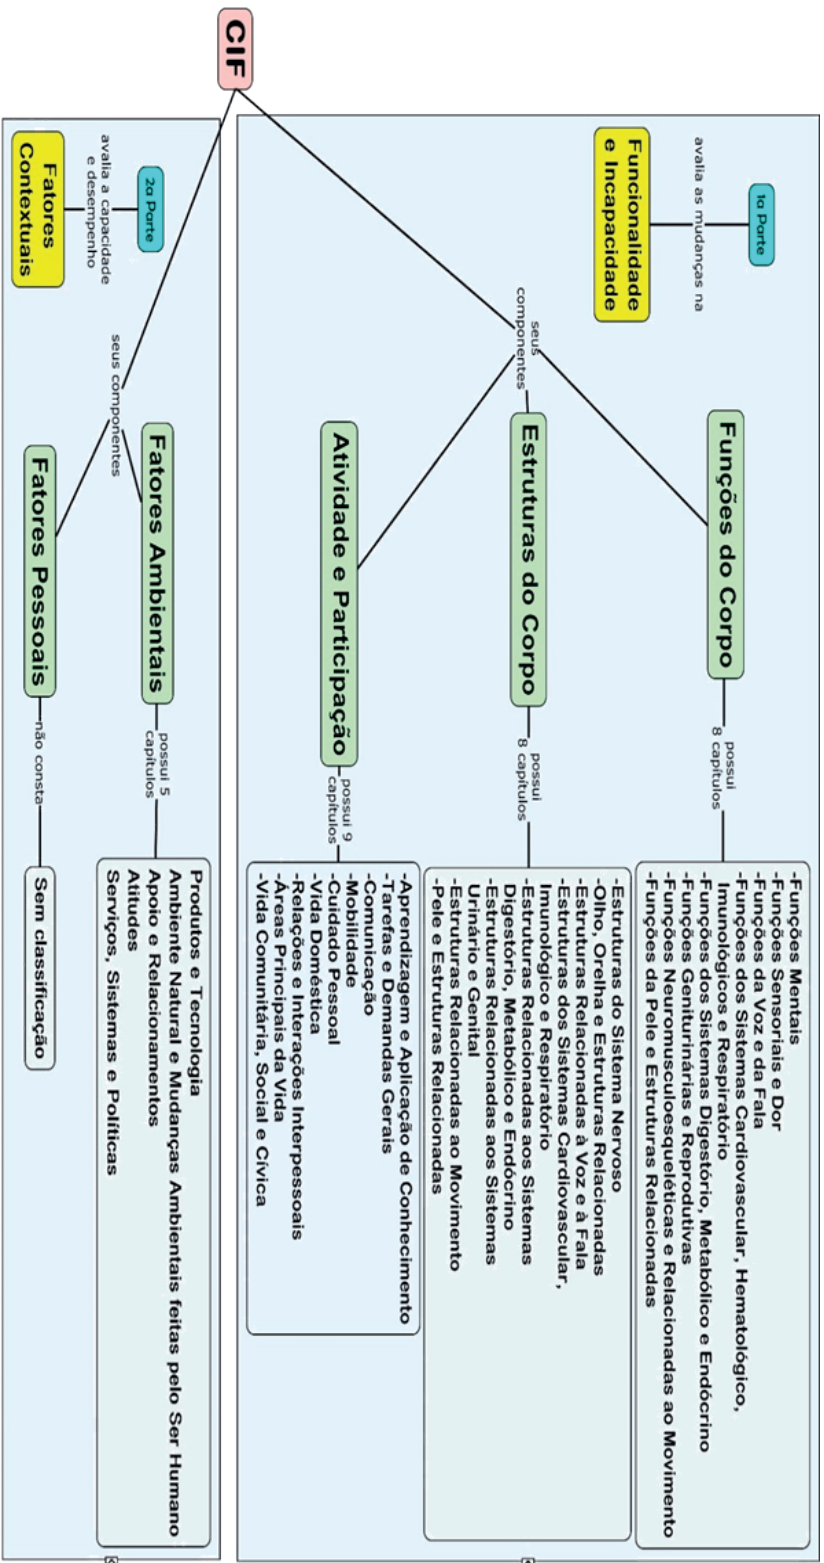 CIF
1a Parte
avalia as mudanças na
Funcionalidade
e Incapacidade
seus
componentes
Funções do Corpo
possui
8 capítulos
-Funções Mentais
-Funções Sensoriais e Dor
-Funções da Voz e da Fala
-Funções dos Sistemas Cardiovascular, Hematológico,
Imunológicos e Respiratório
-Funções dos Sistemas Digestório, Metabólico e Endócrino
-Funções Geniturinárias e Reprodutivas
-Funções Neuromusculoesqueléticas e Relacionadas ao Movimento
-Funções da Pele e Estruturas Relacionadas
Estruturas do Corpo
possui
8 capítulos
-Estruturas do Sistema Nervoso
-Olho, Orelha e Estruturas Relacionadas
-Estruturas Relacionadas à Voz e à Fala
-Estruturas dos Sistemas Cardiovascular,
Imunológico e Respiratório
-Estruturas Relacionadas aos Sistemas
Digestório, Metabólico e Endócrino
-Estruturas Relacionadas aos Sistemas
Urinário e Genital
-Estruturas Relacionadas ao Movimento
-Pele e Estruturas Relacionadas
Atividade e Participação
possui 9
capítulos
-Aprendizagem e Aplicação de Conhecimento
-Tarefas e Demandas Gerais
-Comunicação
-Mobilidade
-Cuidado Pessoal
-Vida Doméstica
-Relações e Interações Interpessoais
-Áreas Principais da Vida
-Vida Comunitária, Social e Cívica
2a Parte
avalia a capacidade
e desempenho
Fatores
Contextuais
seus componentes
Fatores Ambientais
possui 5
capítulos
Produtos e Tecnologia
Ambiente Natural e Mudanças Ambientais feitas pelo Ser Humano
Apoio e Relacionamentos
Atitudes
Serviços, Sistemas e Políticas
Fatores Pessoais
não consta
Sem classificação